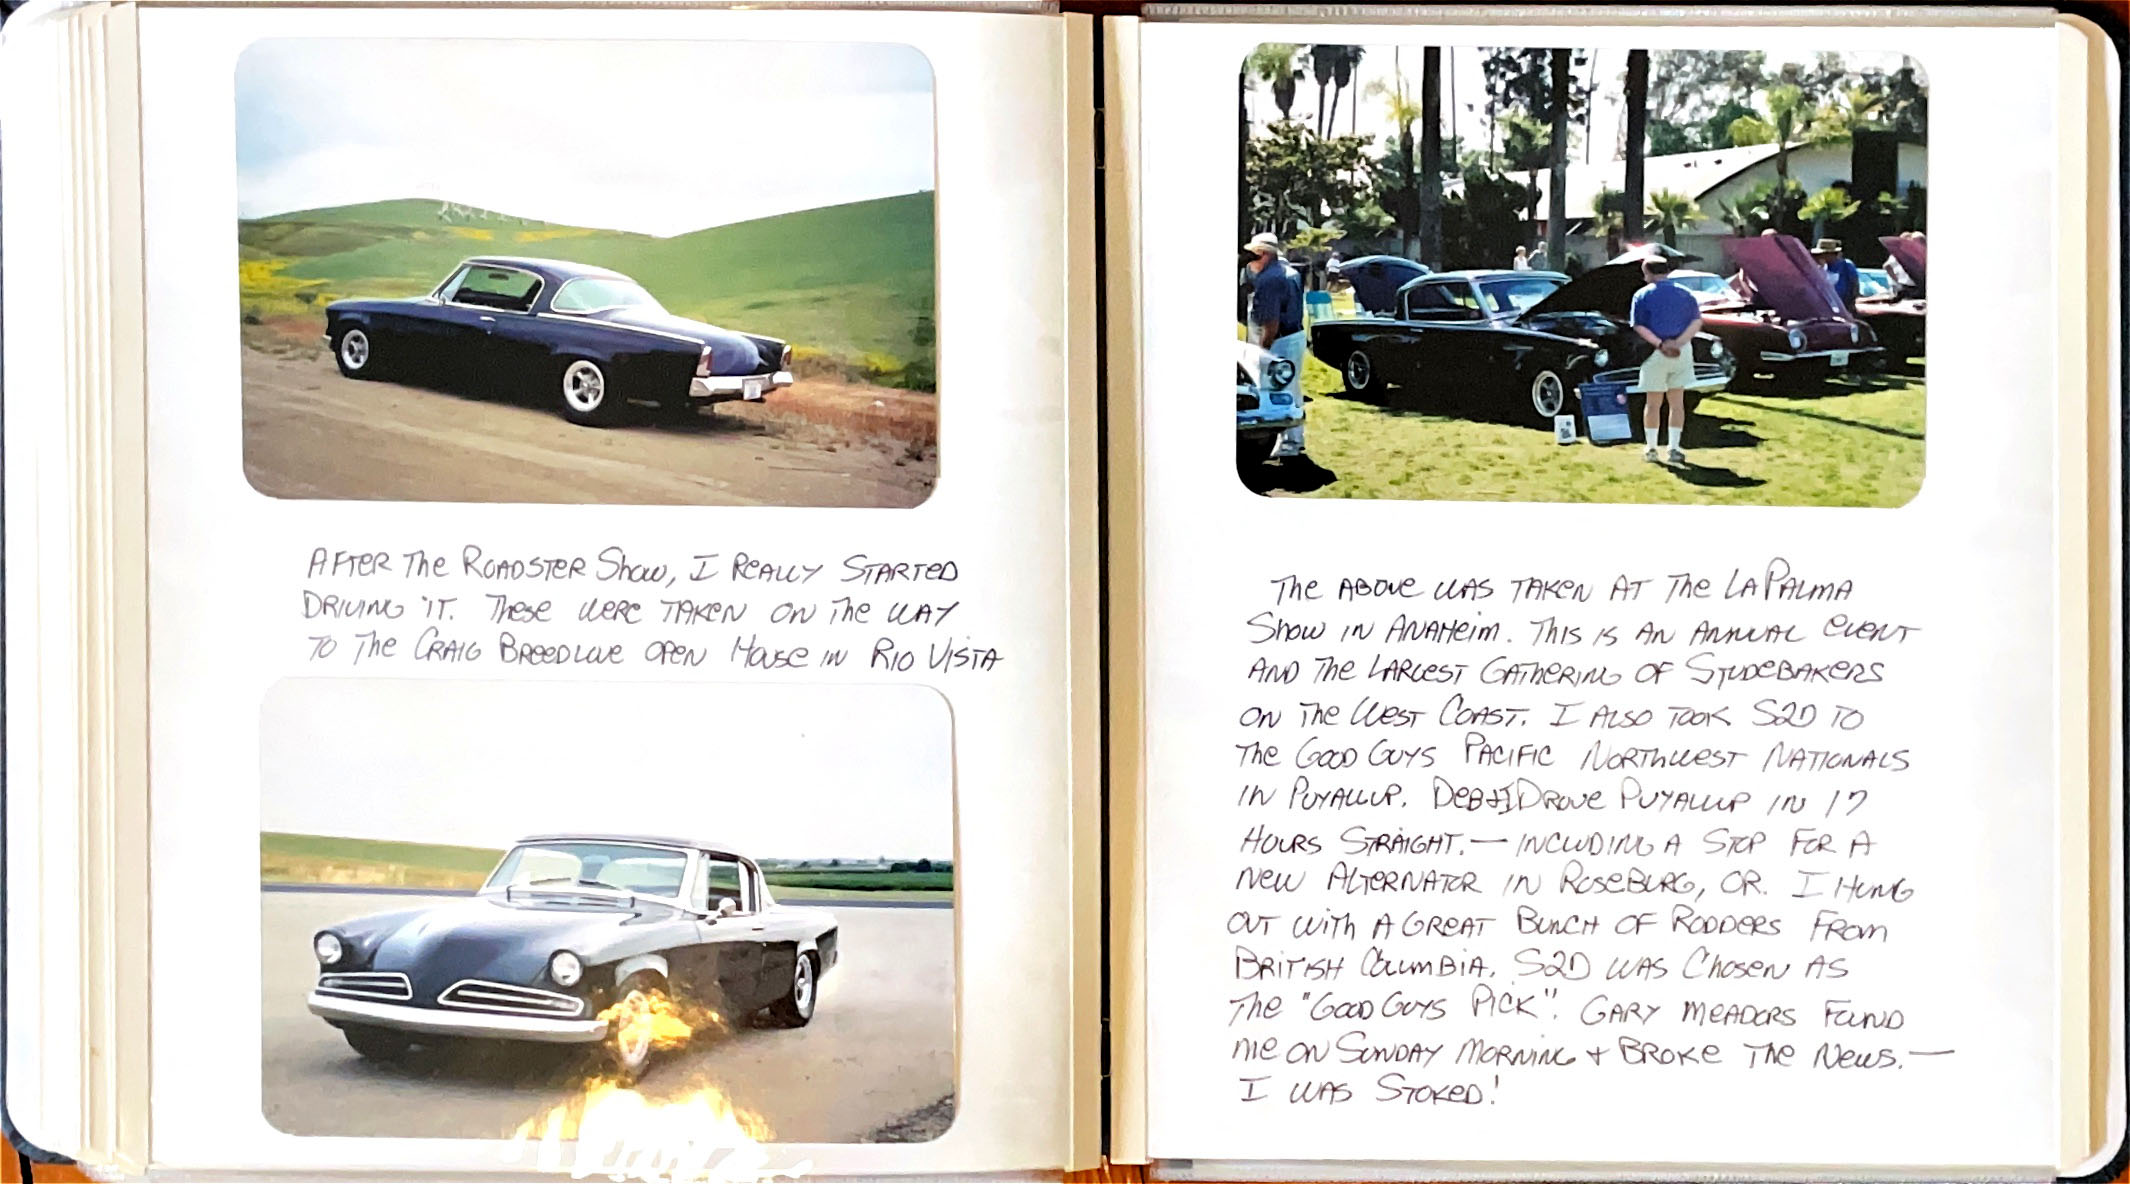 After the Roadster Show, I really started
driving it. These were taken on the way
to the Craig Breedlove open house in Rio Vista
The above was taken at the La Palma
Show in Anaheim. This is an annual event
and the largest gathering of Studebakers
on the West Coast. I also took S2D to
the Good Guys Pacific Northwest Nationals
in Puyallup. Deb + I Drove Puyallup in 17
hours straight. — including a stop for a
new alternator in Roseburg, OR. I hung
out with a great bunch of rodders from
British Columbia. S2D was chosen as
the "Good Guys Pick". Gary Meadors found
me on Sunday morning + broke the news. —
I was stoked!